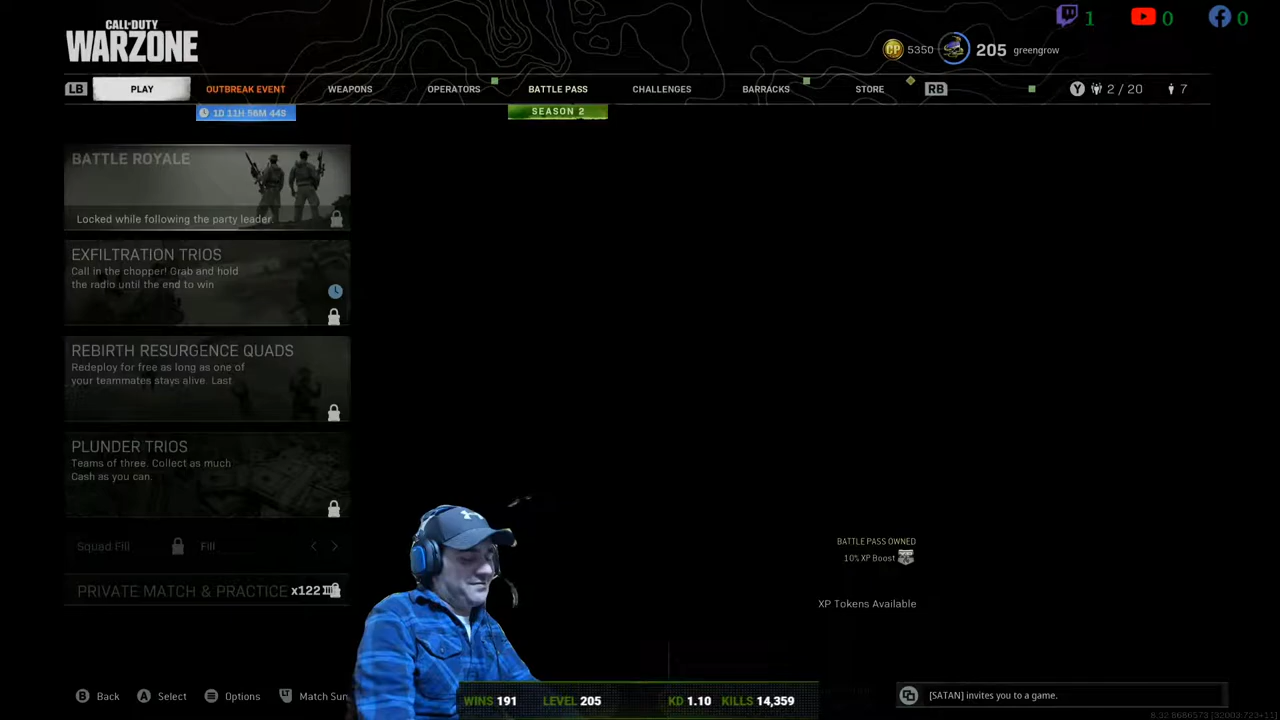 1 0 0
CALL OF DUTY
WARZONE
CP 5350 205 greengrow
LB PLAY OUTBREAK EVENT WEAPONS OPERATORS BATTLE PASS CHALLENGES BARRACKS STORE RB Y 2 / 20 7
1D 11H 56M 44S SEASON 2
BATTLE ROYALE
Locked while following the party leader.
EXFILTRATION TRIOS
Call in the chopper! Grab and hold
the radio until the end to win
REBIRTH RESURGENCE QUADS
Redeploy for free as long as one of
your teammates stays alive. Last
PLUNDER TRIOS
Teams of three. Collect as much
Cash as you can.
Squad Fill Fill
BATTLE PASS OWNED
10% XP Boost
PRIVATE MATCH & PRACTICE x122
XP Tokens Available
B Back A Select Options LT Match Sum
WINS 191 LEVEL 205 KD 1.10 KILLS 14,359
[SATAN] invites you to a game.